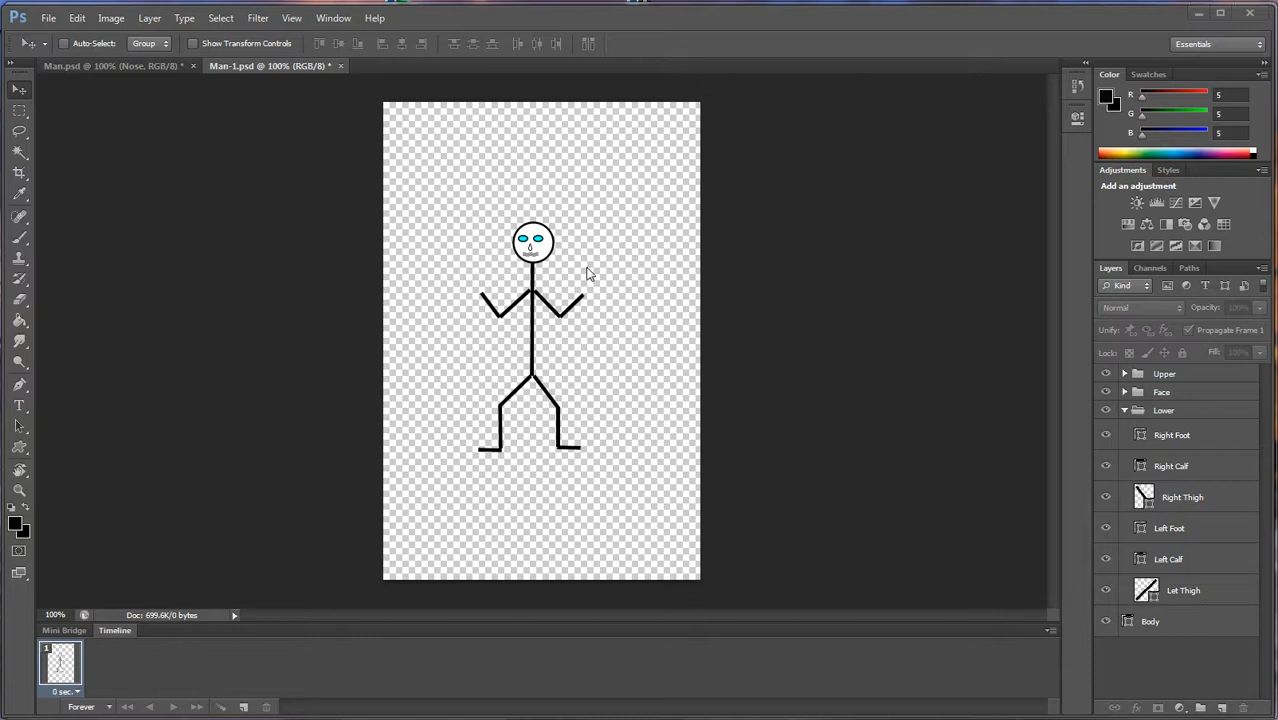 Ps File Edit Image Layer Type Select Filter View Window Help
Auto-Select: Group Show Transform Controls Essentials
Man.psd @ 100% (Nose, RGB/8) * × Man-1.psd @ 100% (RGB/8) * ×
Color Swatches
R 5
G 5
B 5
Adjustments Styles
Add an adjustment
Layers Channels Paths
Kind
Normal Opacity: 100%
Unify: Propagate Frame 1
Lock: Fill: 100%
Upper
Face
Lower
Right Foot
Right Calf
Right Thigh
Left Foot
Left Calf
Let Thigh
Body
100% Doc: 699.6K/0 bytes
Mini Bridge Timeline
1
0 sec.
Forever